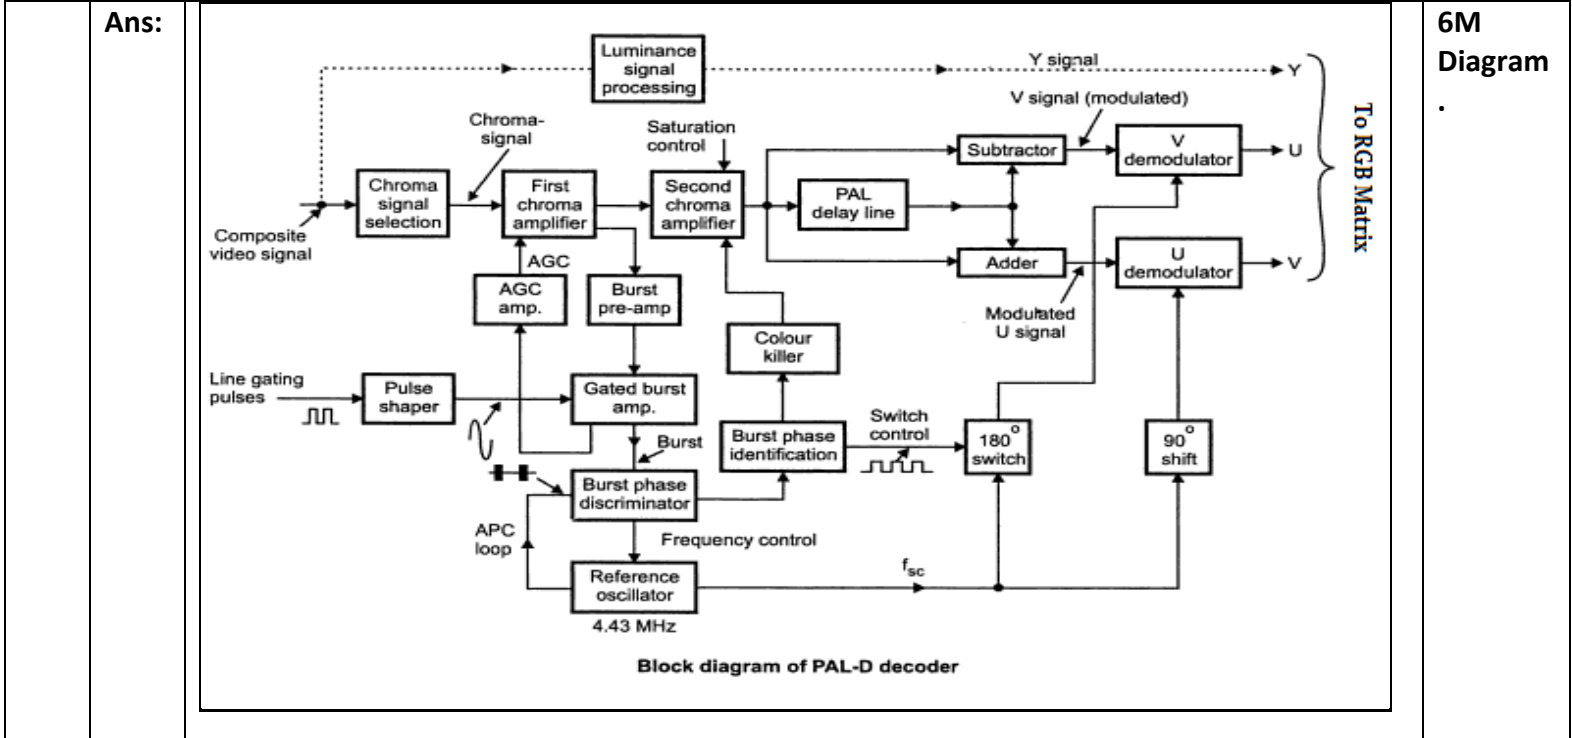 Ans:
6M
Diagram
.
Luminance
signal
processing
Y signal
Y
V signal (modulated)
Chroma-
signal
Saturation
control
Subtractor
V
demodulator
U
To RGB Matrix
Chroma
signal
selection
First
chroma
amplifier
Second
chroma
amplifier
PAL
delay line
Composite
video signal
AGC
Adder
U
demodulator
V
AGC
amp.
Burst
pre-amp
Modulated
U signal
Colour
killer
Line gating
pulses
Pulse
shaper
Gated burst
amp.
Burst
Burst phase
identification
Switch
control
180°
switch
90°
shift
Burst phase
discriminator
APC
loop
Frequency control
Reference
oscillator
fsc
4.43 MHz
Block diagram of PAL-D decoder